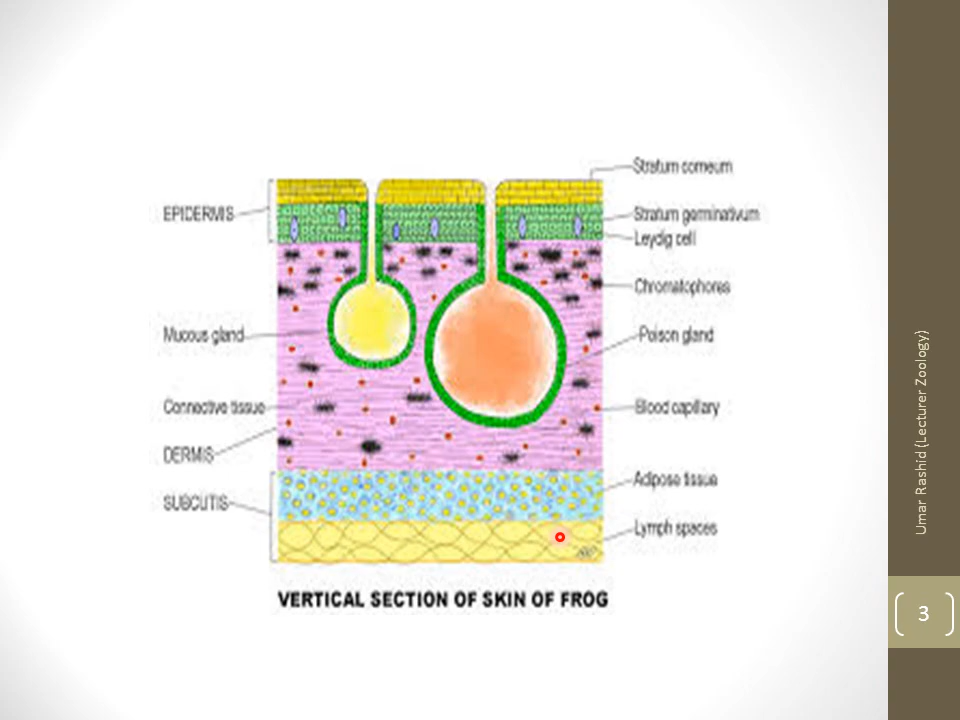 Stratum corneum
EPIDERMIS
Stratum germinativum
Leydig cell
Chromatophores
Mucous gland
Poison gland
Connective tissue
Blood capillary
DERMIS
Adipose tissue
SUBCUTIS
Lymph spaces
VERTICAL SECTION OF SKIN OF FROG
Umar Rashid (Lecturer Zoology)
3